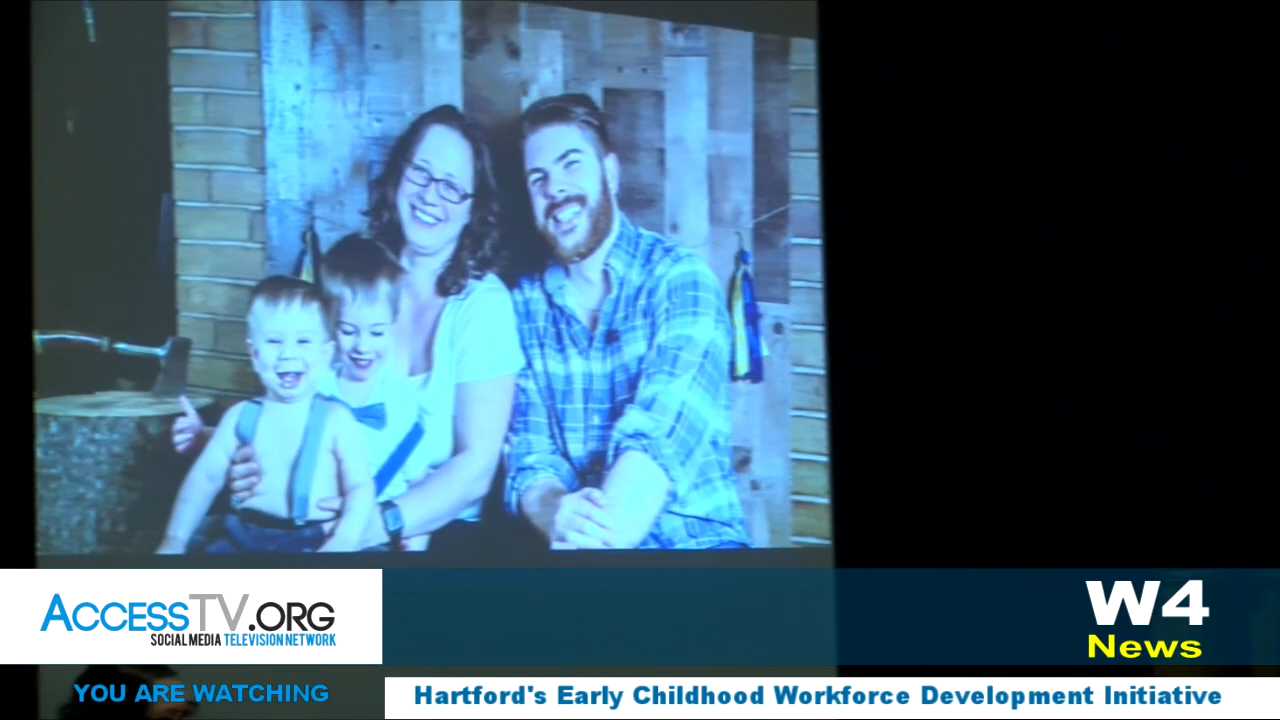 ACCESSTV.ORG
SOCIAL MEDIA TELEVISION NETWORK
W4
News
YOU ARE WATCHING
Hartford's Early Childhood Workforce Development Initiative